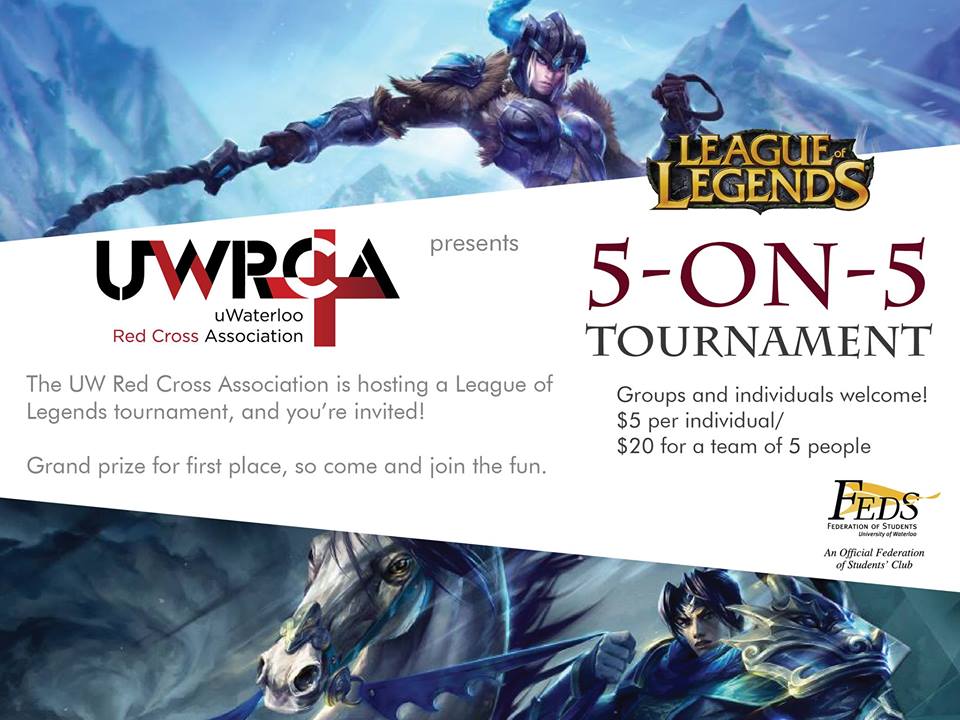 LEAGUE of
LEGENDS
UWRCA
uWaterloo
Red Cross Association
presents
5-ON-5
TOURNAMENT
The UW Red Cross Association is hosting a League of
Legends tournament, and you're invited!
Grand prize for first place, so come and join the fun.
Groups and individuals welcome!
$5 per individual/
$20 for a team of 5 people
FEDS
FEDERATION OF STUDENTS
University of Waterloo
An Official Federation
of Students' Club